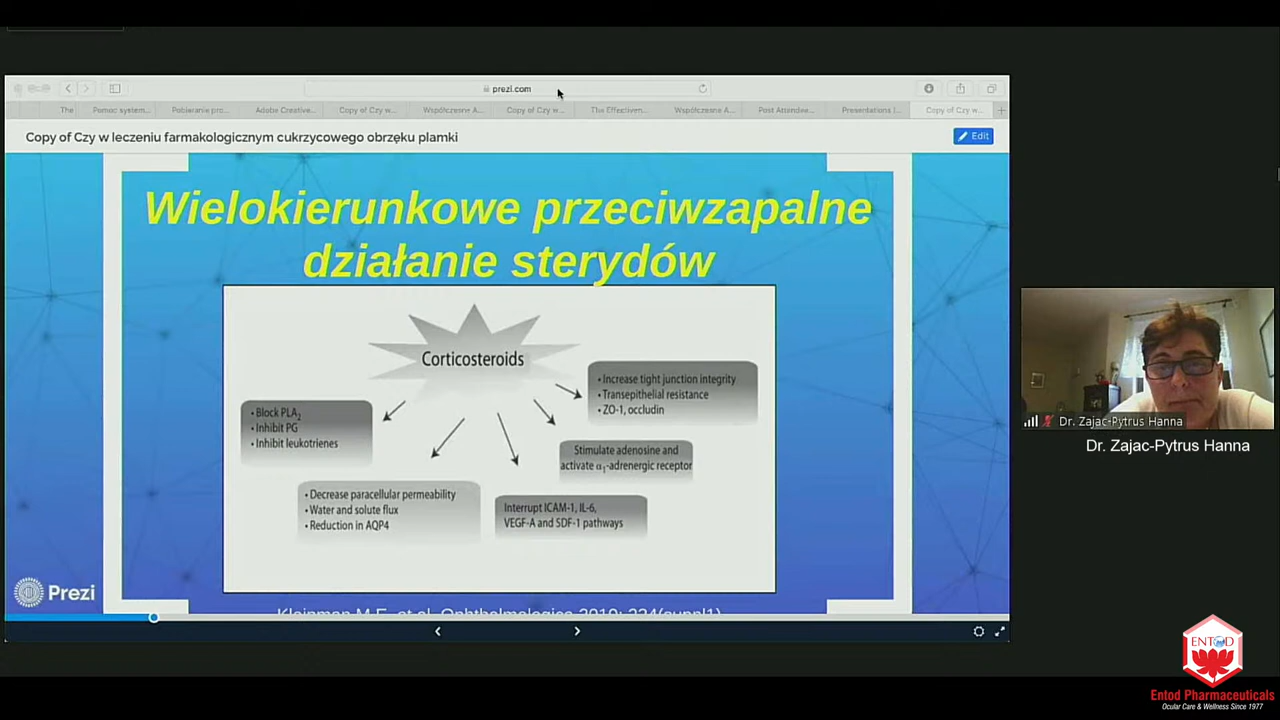 prezi.com
The
Pomoc system...
Pobieranie pro...
Adobe Creative...
Copy of Czy w...
Współczesne A...
Copy of Czy w...
The Effectiven...
Współczesne A...
Post Attendee...
Presentations |...
Copy of Czy w...
Copy of Czy w leczeniu farmakologicznym cukrzycowego obrzęku plamki
Edit
Wielokierunkowe przeciwzapalne
działanie sterydów
Corticosteroids
• Increase tight junction integrity
• Transepithelial resistance
• ZO-1, occludin
• Block PLA2
• Inhibit PG
• Inhibit leukotrienes
Stimulate adenosine and
activate α1-adrenergic receptor
• Decrease paracellular permeability
• Water and solute flux
• Reduction in AQP4
Interrupt ICAM-1, IL-6,
VEGF-A and SDF-1 pathways
Prezi
et al. Ophthalmologica 2010; 224(suppl1)
Dr. Zajac-Pytrus Hanna
Dr. Zajac-Pytrus Hanna
ENTOD
Entod Pharmaceuticals
Ocular Care & Wellness Since 1977